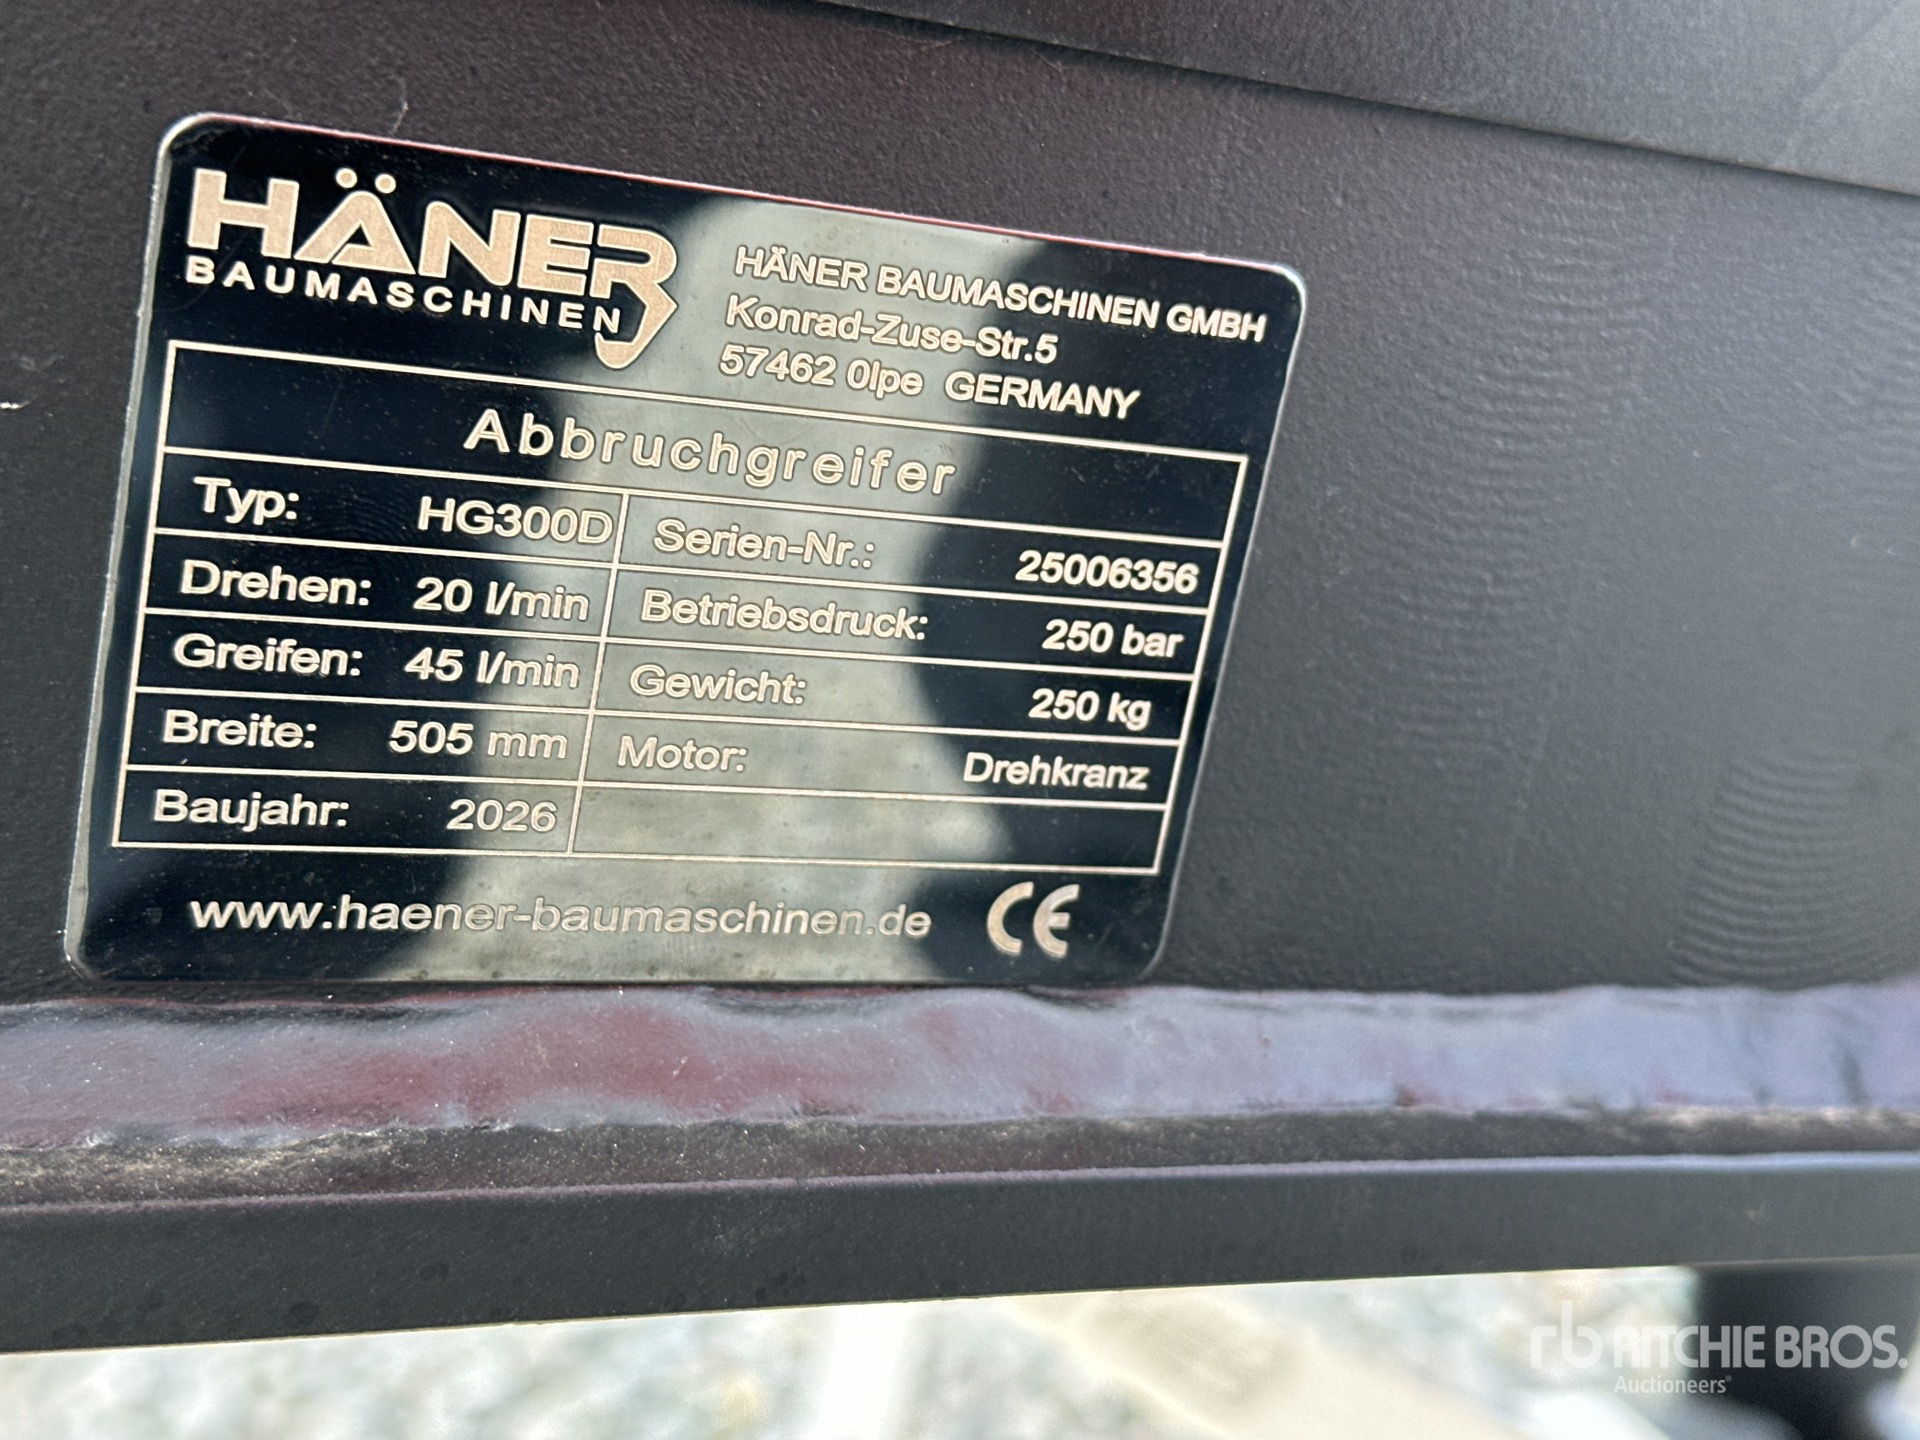 HÄNER
BAUMASCHINEN
HÄNER BAUMASCHINEN GMBH
Konrad-Zuse-Str.5
57462 Olpe GERMANY
Abbruchgreifer
Typ: HG300D Serien-Nr.: 25006356
Drehen: 20 l/min Betriebsdruck: 250 bar
Greifen: 45 l/min Gewicht: 250 kg
Breite: 505 mm Motor: Drehkranz
Baujahr: 2026
www.haener-baumaschinen.de CE
rb RITCHIE BROS.
Auctioneers®